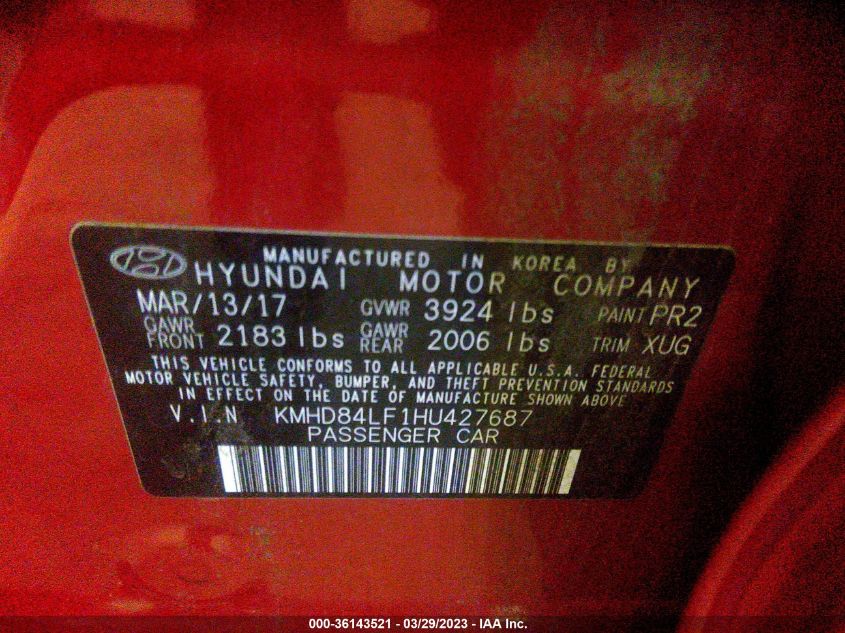 MANUFACTURED IN KOREA BY
HYUNDAI MOTOR COMPANY
MAR/13/17 GVWR 3924 lbs PAINT PR2
GAWR FRONT 2183 lbs GAWR REAR 2006 lbs TRIM XUG
THIS VEHICLE CONFORMS TO ALL APPLICABLE U.S.A. FEDERAL
MOTOR VEHICLE SAFETY, BUMPER, AND THEFT PREVENTION STANDARDS
IN EFFECT ON THE DATE OF MANUFACTURE SHOWN ABOVE
V.I.N KMHD84LF1HU427687
PASSENGER CAR
000-36143521 - 03/29/2023 - IAA Inc.